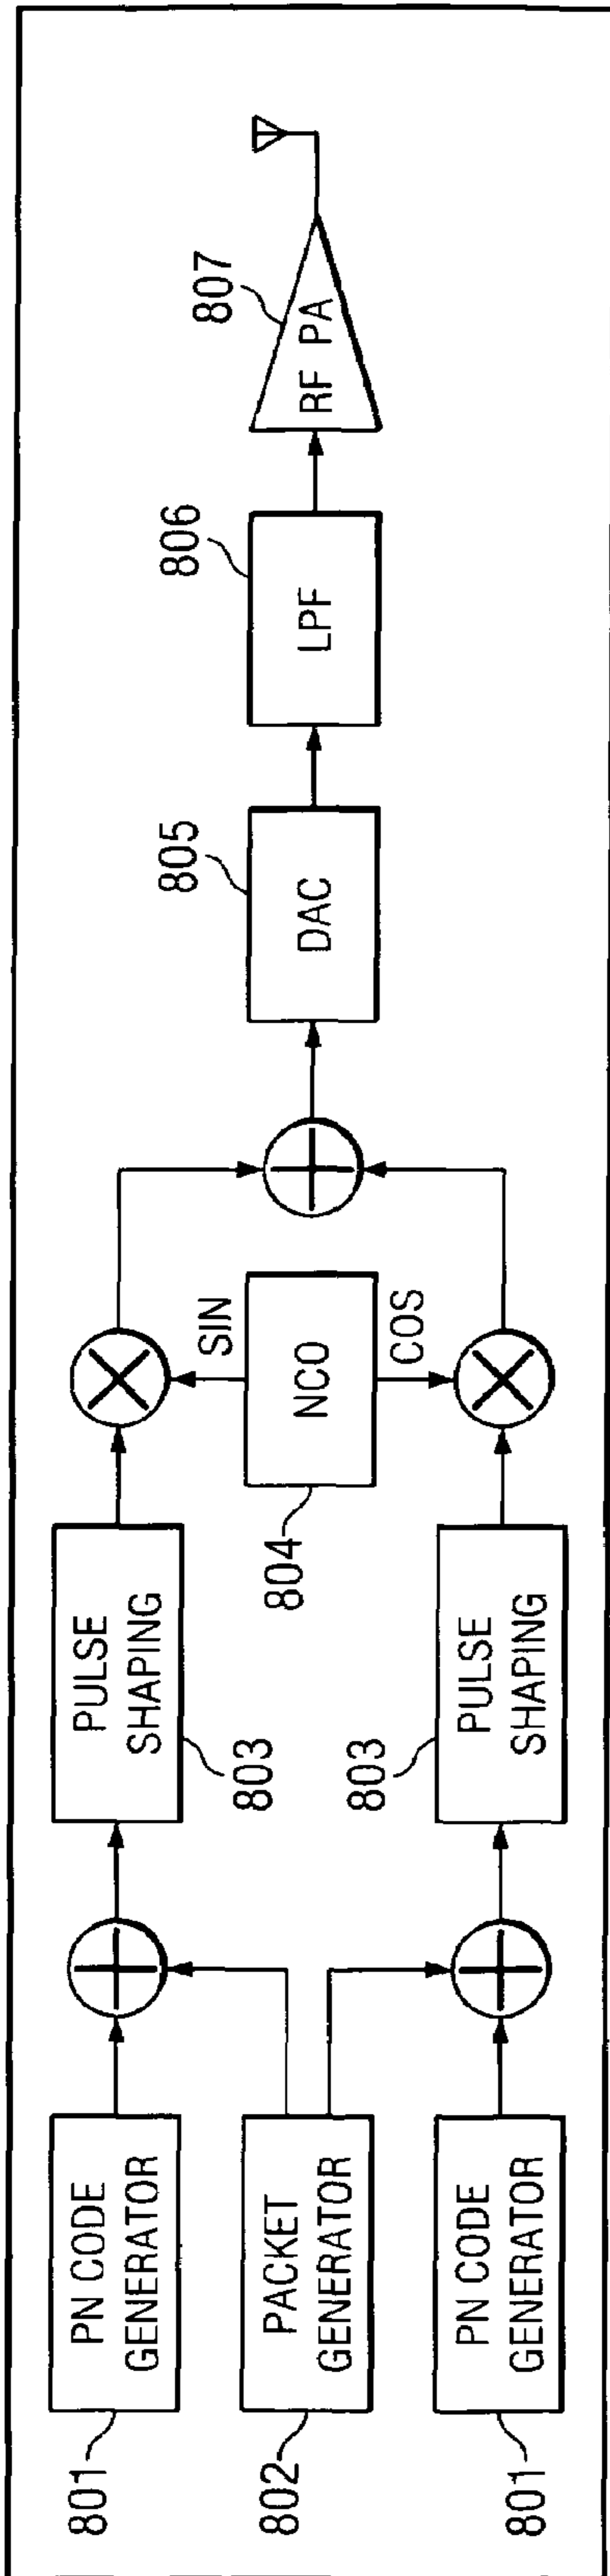 801
PN CODE
GENERATOR
802
PACKET
GENERATOR
801
PN CODE
GENERATOR
PULSE
SHAPING
803
803
PULSE
SHAPING
SIN
NCO
804
COS
805
DAC
806
LPF
807
RF PA